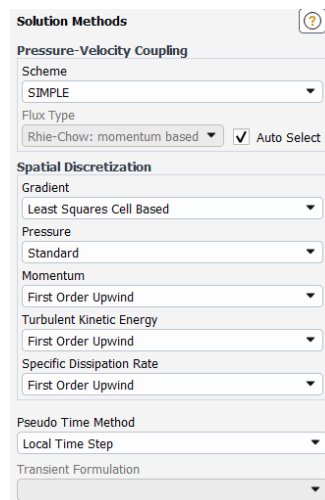 Solution Methods
?
Pressure-Velocity Coupling
Scheme
SIMPLE
Flux Type
Rhie-Chow: momentum based
Auto Select
Spatial Discretization
Gradient
Least Squares Cell Based
Pressure
Standard
Momentum
First Order Upwind
Turbulent Kinetic Energy
First Order Upwind
Specific Dissipation Rate
First Order Upwind
Pseudo Time Method
Local Time Step
Transient Formulation